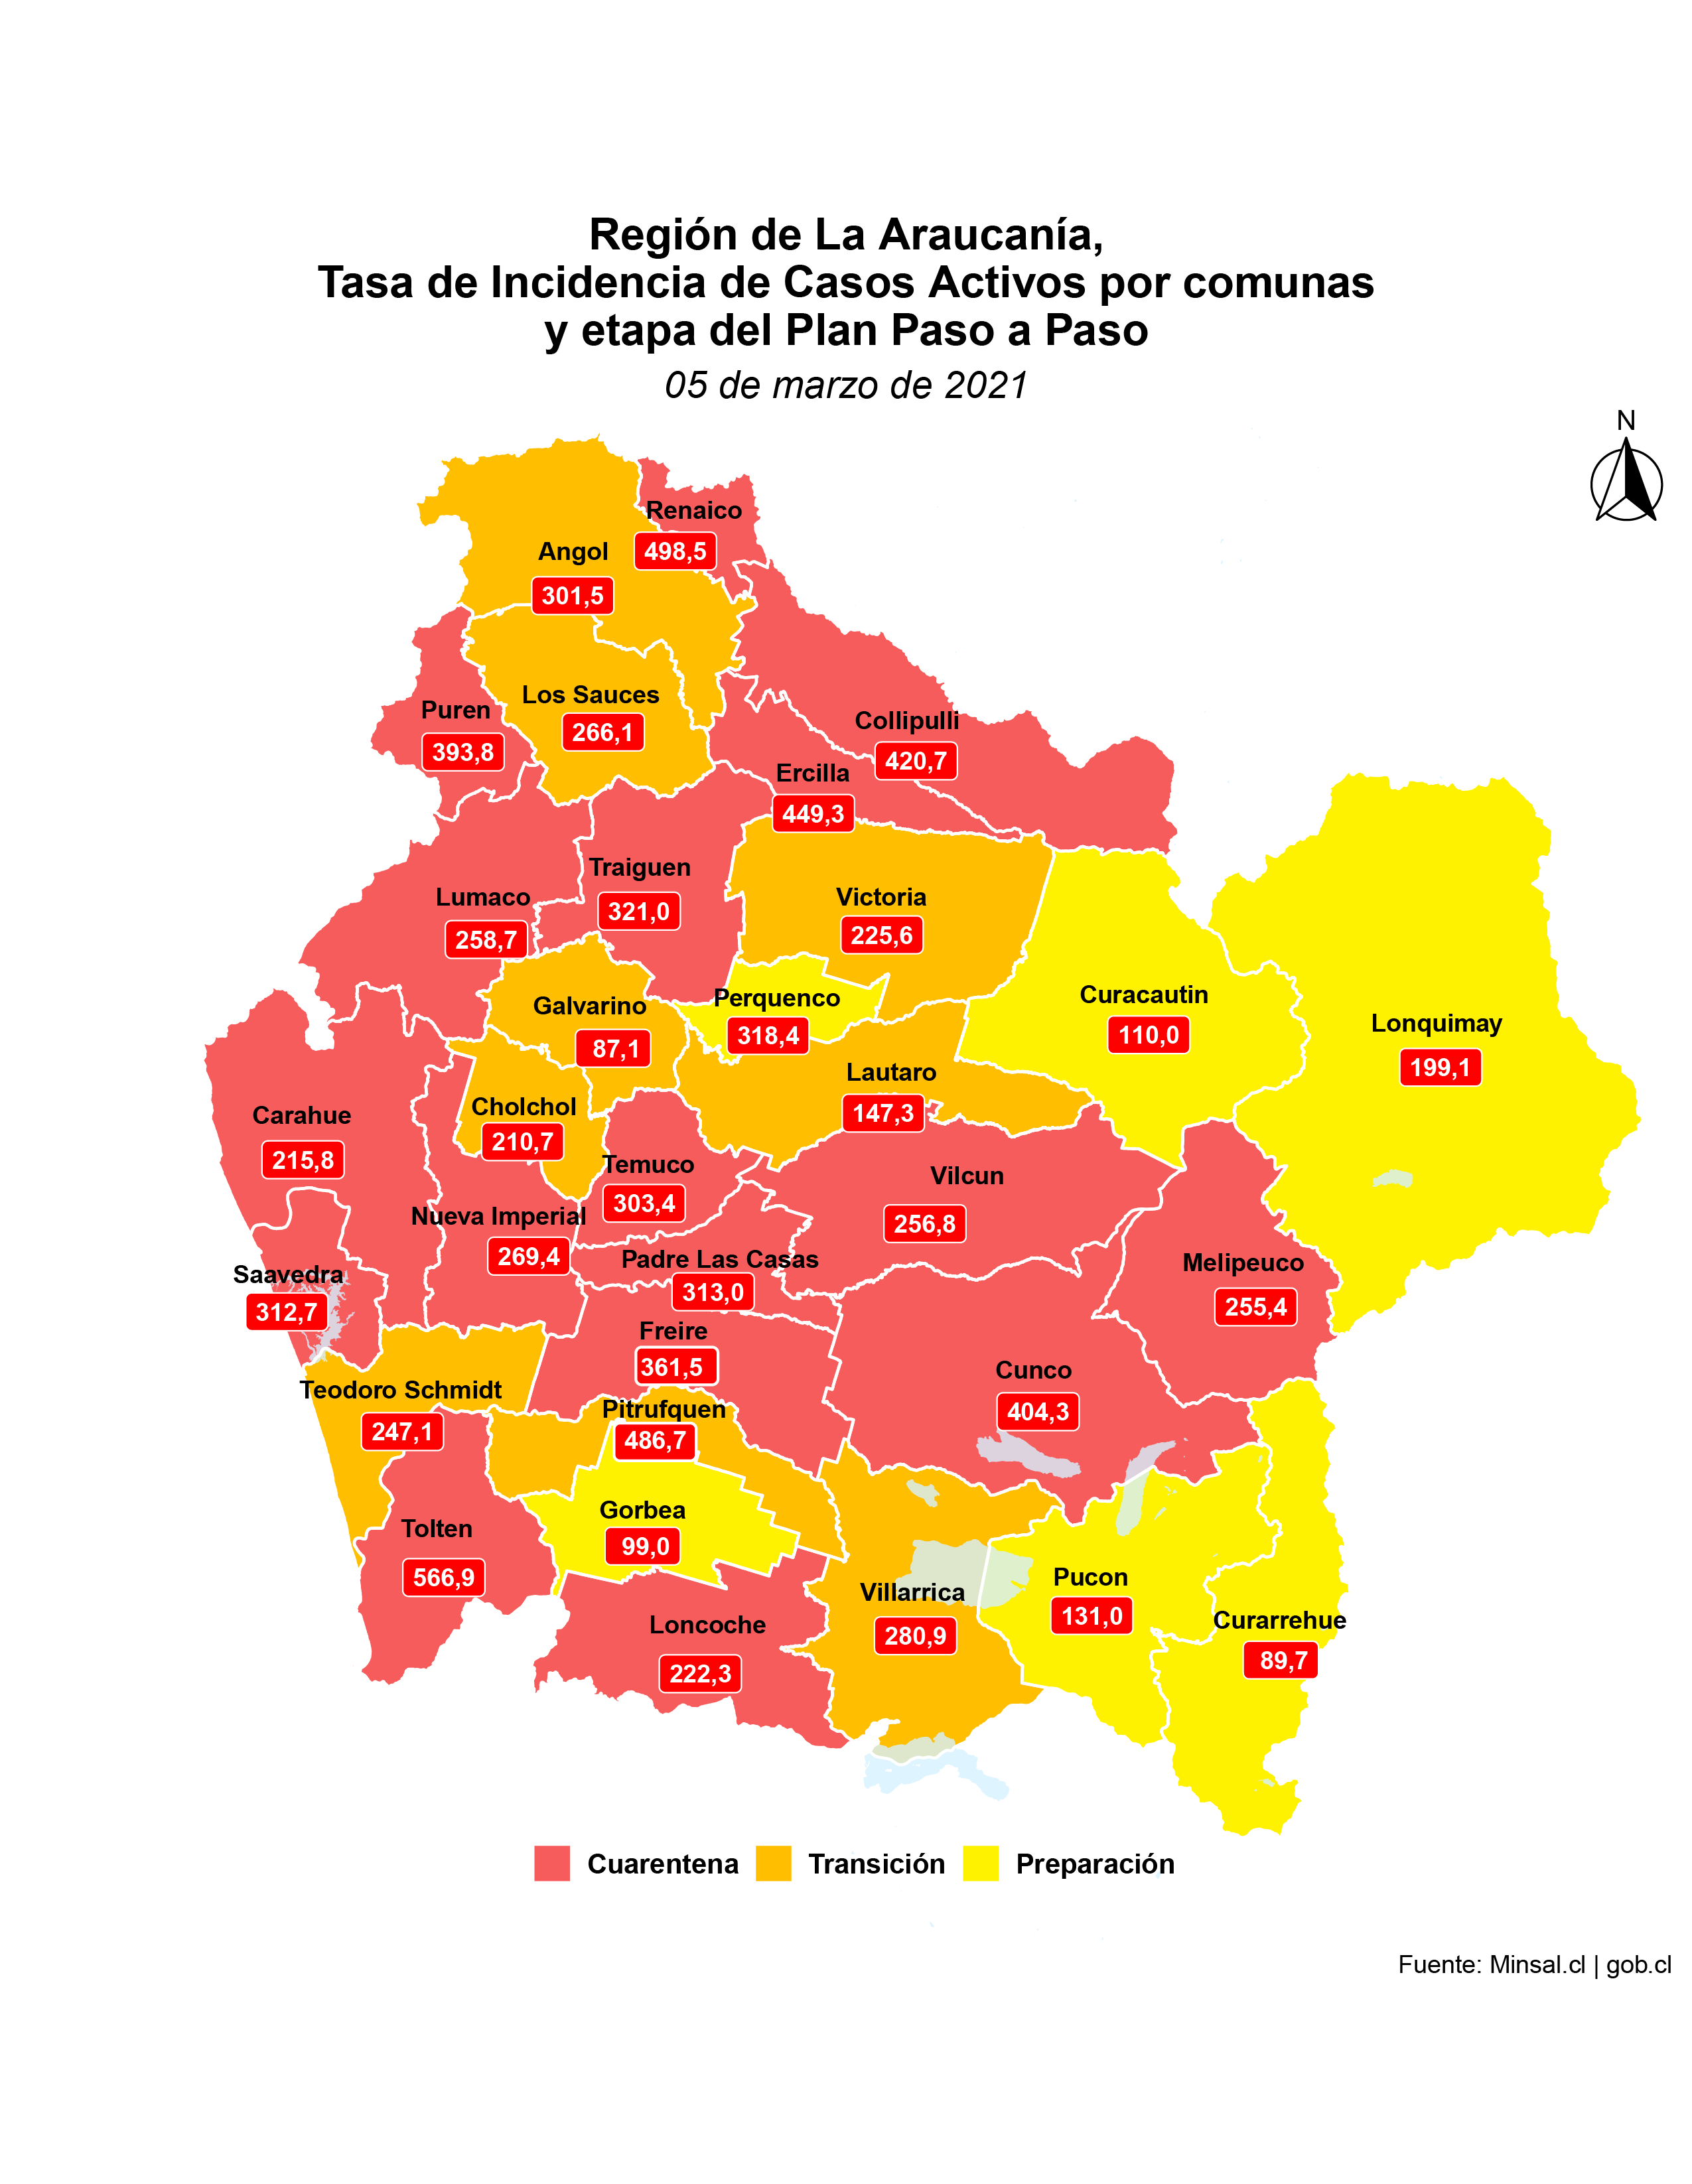 Región de La Araucanía,
Tasa de Incidencia de Casos Activos por comunas
y etapa del Plan Paso a Paso
05 de marzo de 2021
N
Renaico
498,5
Angol
301,5
Los Sauces
266,1
Puren
393,8
Collipulli
420,7
Ercilla
449,3
Traiguen
321,0
Lumaco
258,7
Victoria
225,6
Curacautin
110,0
Perquenco
318,4
Galvarino
87,1
Lonquimay
199,1
Lautaro
147,3
Cholchol
210,7
Carahue
215,8
Temuco
303,4
Vilcun
256,8
Nueva Imperial
269,4
Padre Las Casas
313,0
Melipeuco
255,4
Saavedra
312,7
Freire
361,5
Cunco
404,3
Teodoro Schmidt
247,1
Pitrufquen
486,7
Gorbea
99,0
Tolten
566,9
Pucon
131,0
Villarrica
280,9
Curarrehue
89,7
Loncoche
222,3
Cuarentena Transición Preparación
Fuente: Minsal.cl | gob.cl